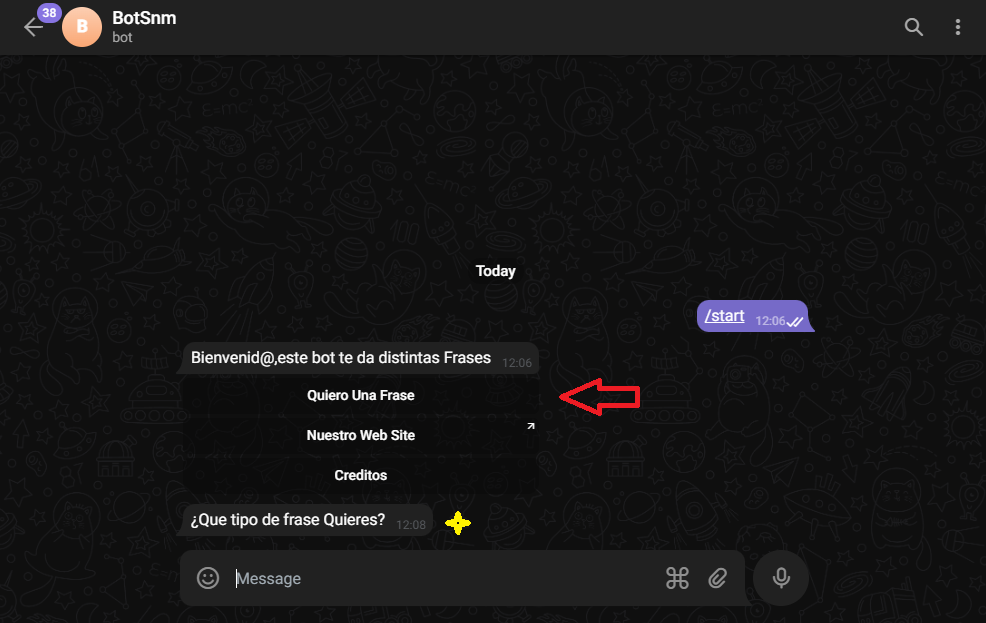 38
B
BotSnm
bot
Today
/start 12:06
Bienvenid@,este bot te da distintas Frases 12:06
Quiero Una Frase
Nuestro Web Site
Creditos
¿Que tipo de frase Quieres? 12:08
Message